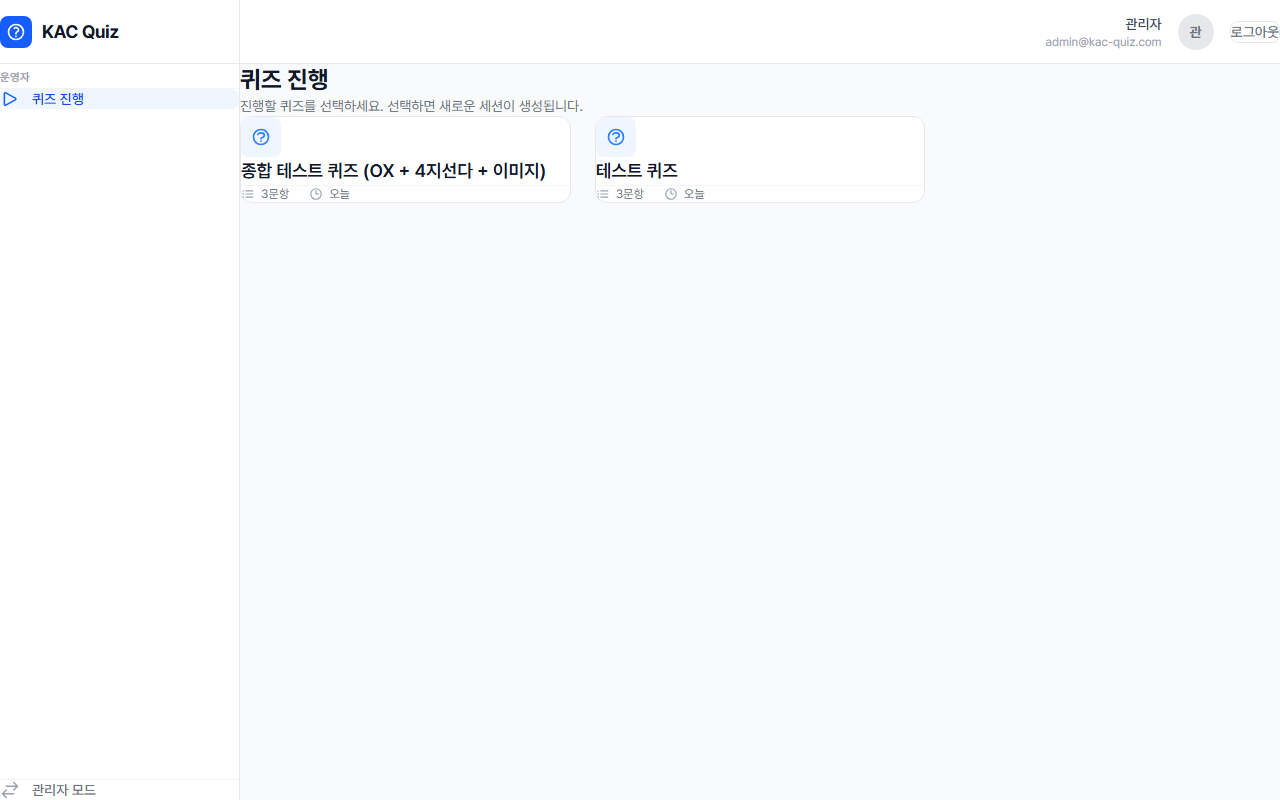 KAC Quiz
관리자
admin@kac-quiz.com
관
로그아웃
운영자
퀴즈 진행
관리자 모드
퀴즈 진행
진행할 퀴즈를 선택하세요. 선택하면 새로운 세션이 생성됩니다.
종합 테스트 퀴즈 (OX + 4지선다 + 이미지)
3문항 오늘
테스트 퀴즈
3문항 오늘